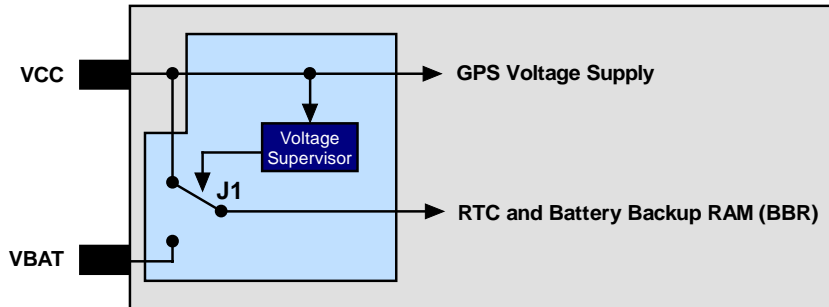 VCC
GPS Voltage Supply
Voltage
Supervisor
J1
RTC and Battery Backup RAM (BBR)
VBAT